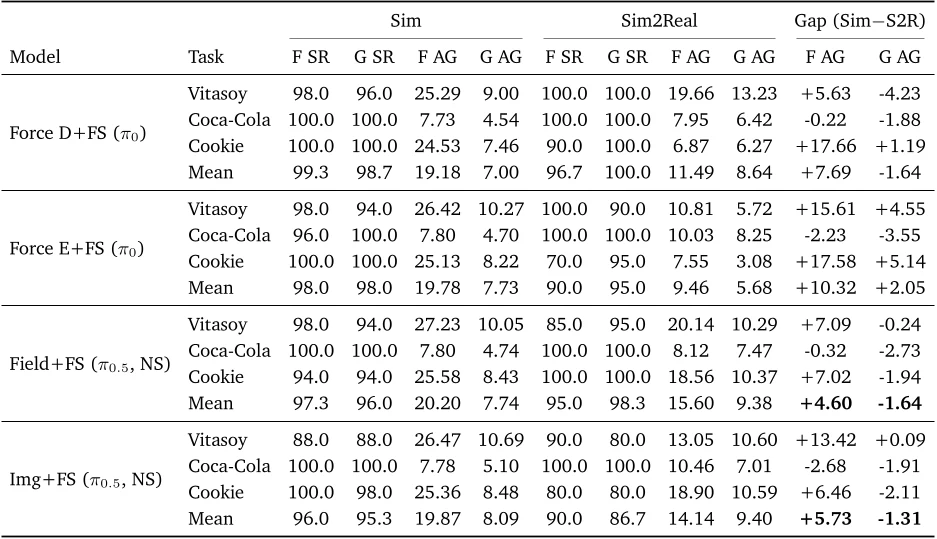 Sim Sim2Real Gap (Sim−S2R)
Model Task F SR G SR F AG G AG F SR G SR F AG G AG F AG G AG
Vitasoy 98.0 96.0 25.29 9.00 100.0 100.0 19.66 13.23 +5.63 -4.23
Coca-Cola 100.0 100.0 7.73 4.54 100.0 100.0 7.95 6.42 -0.22 -1.88
Force D+FS (π₀)
Cookie 100.0 100.0 24.53 7.46 90.0 100.0 6.87 6.27 +17.66 +1.19
Mean 99.3 98.7 19.18 7.00 96.7 100.0 11.49 8.64 +7.69 -1.64
Vitasoy 98.0 94.0 26.42 10.27 100.0 90.0 10.81 5.72 +15.61 +4.55
Coca-Cola 96.0 100.0 7.80 4.70 100.0 100.0 10.03 8.25 -2.23 -3.55
Force E+FS (π₀)
Cookie 100.0 100.0 25.13 8.22 70.0 95.0 7.55 3.08 +17.58 +5.14
Mean 98.0 98.0 19.78 7.73 90.0 95.0 9.46 5.68 +10.32 +2.05
Vitasoy 98.0 94.0 27.23 10.05 85.0 95.0 20.14 10.29 +7.09 -0.24
Coca-Cola 100.0 100.0 7.80 4.74 100.0 100.0 8.12 7.47 -0.32 -2.73
Field+FS (π₀.₅, NS)
Cookie 94.0 94.0 25.58 8.43 100.0 100.0 18.56 10.37 +7.02 -1.94
Mean 97.3 96.0 20.20 7.74 95.0 98.3 15.60 9.38 +4.60 -1.64
Vitasoy 88.0 88.0 26.47 10.69 90.0 80.0 13.05 10.60 +13.42 +0.09
Coca-Cola 100.0 100.0 7.78 5.10 100.0 100.0 10.46 7.01 -2.68 -1.91
Img+FS (π₀.₅, NS)
Cookie 100.0 98.0 25.36 8.48 80.0 80.0 18.90 10.59 +6.46 -2.11
Mean 96.0 95.3 19.87 8.09 90.0 86.7 14.14 9.40 +5.73 -1.31